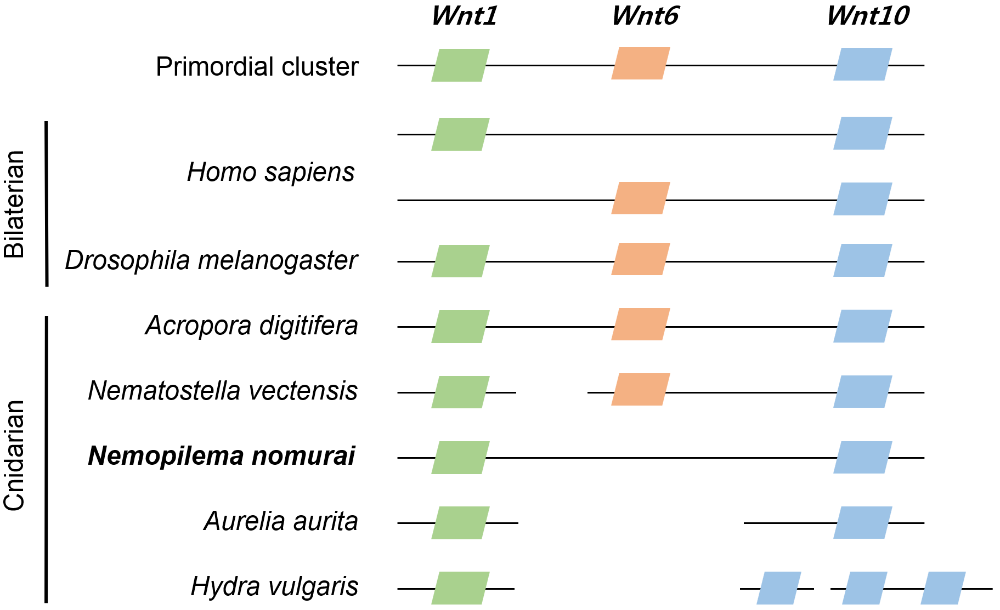 Wnt1 Wnt6 Wnt10
Primordial cluster
Bilaterian
Homo sapiens
Drosophila melanogaster
Cnidarian
Acropora digitifera
Nematostella vectensis
Nemopilema nomurai
Aurelia aurita
Hydra vulgaris